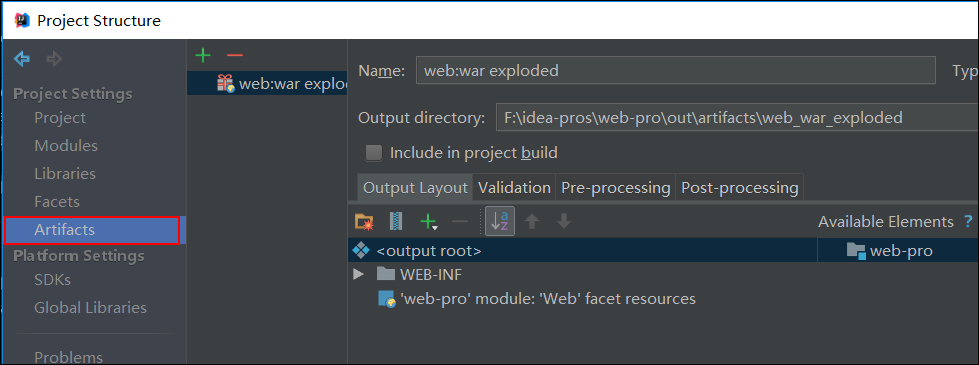 Project Structure
Project Settings
Project
Modules
Libraries
Facets
Artifacts
Platform Settings
SDKs
Global Libraries
Problems
web:war explo
Name: web:war exploded
Output directory: F:\idea-pros\web-pro\out\artifacts\web_war_exploded
Include in project build
Output Layout Validation Pre-processing Post-processing
Available Elements ?
<output root>
WEB-INF
'web-pro' module: 'Web' facet resources
web-pro